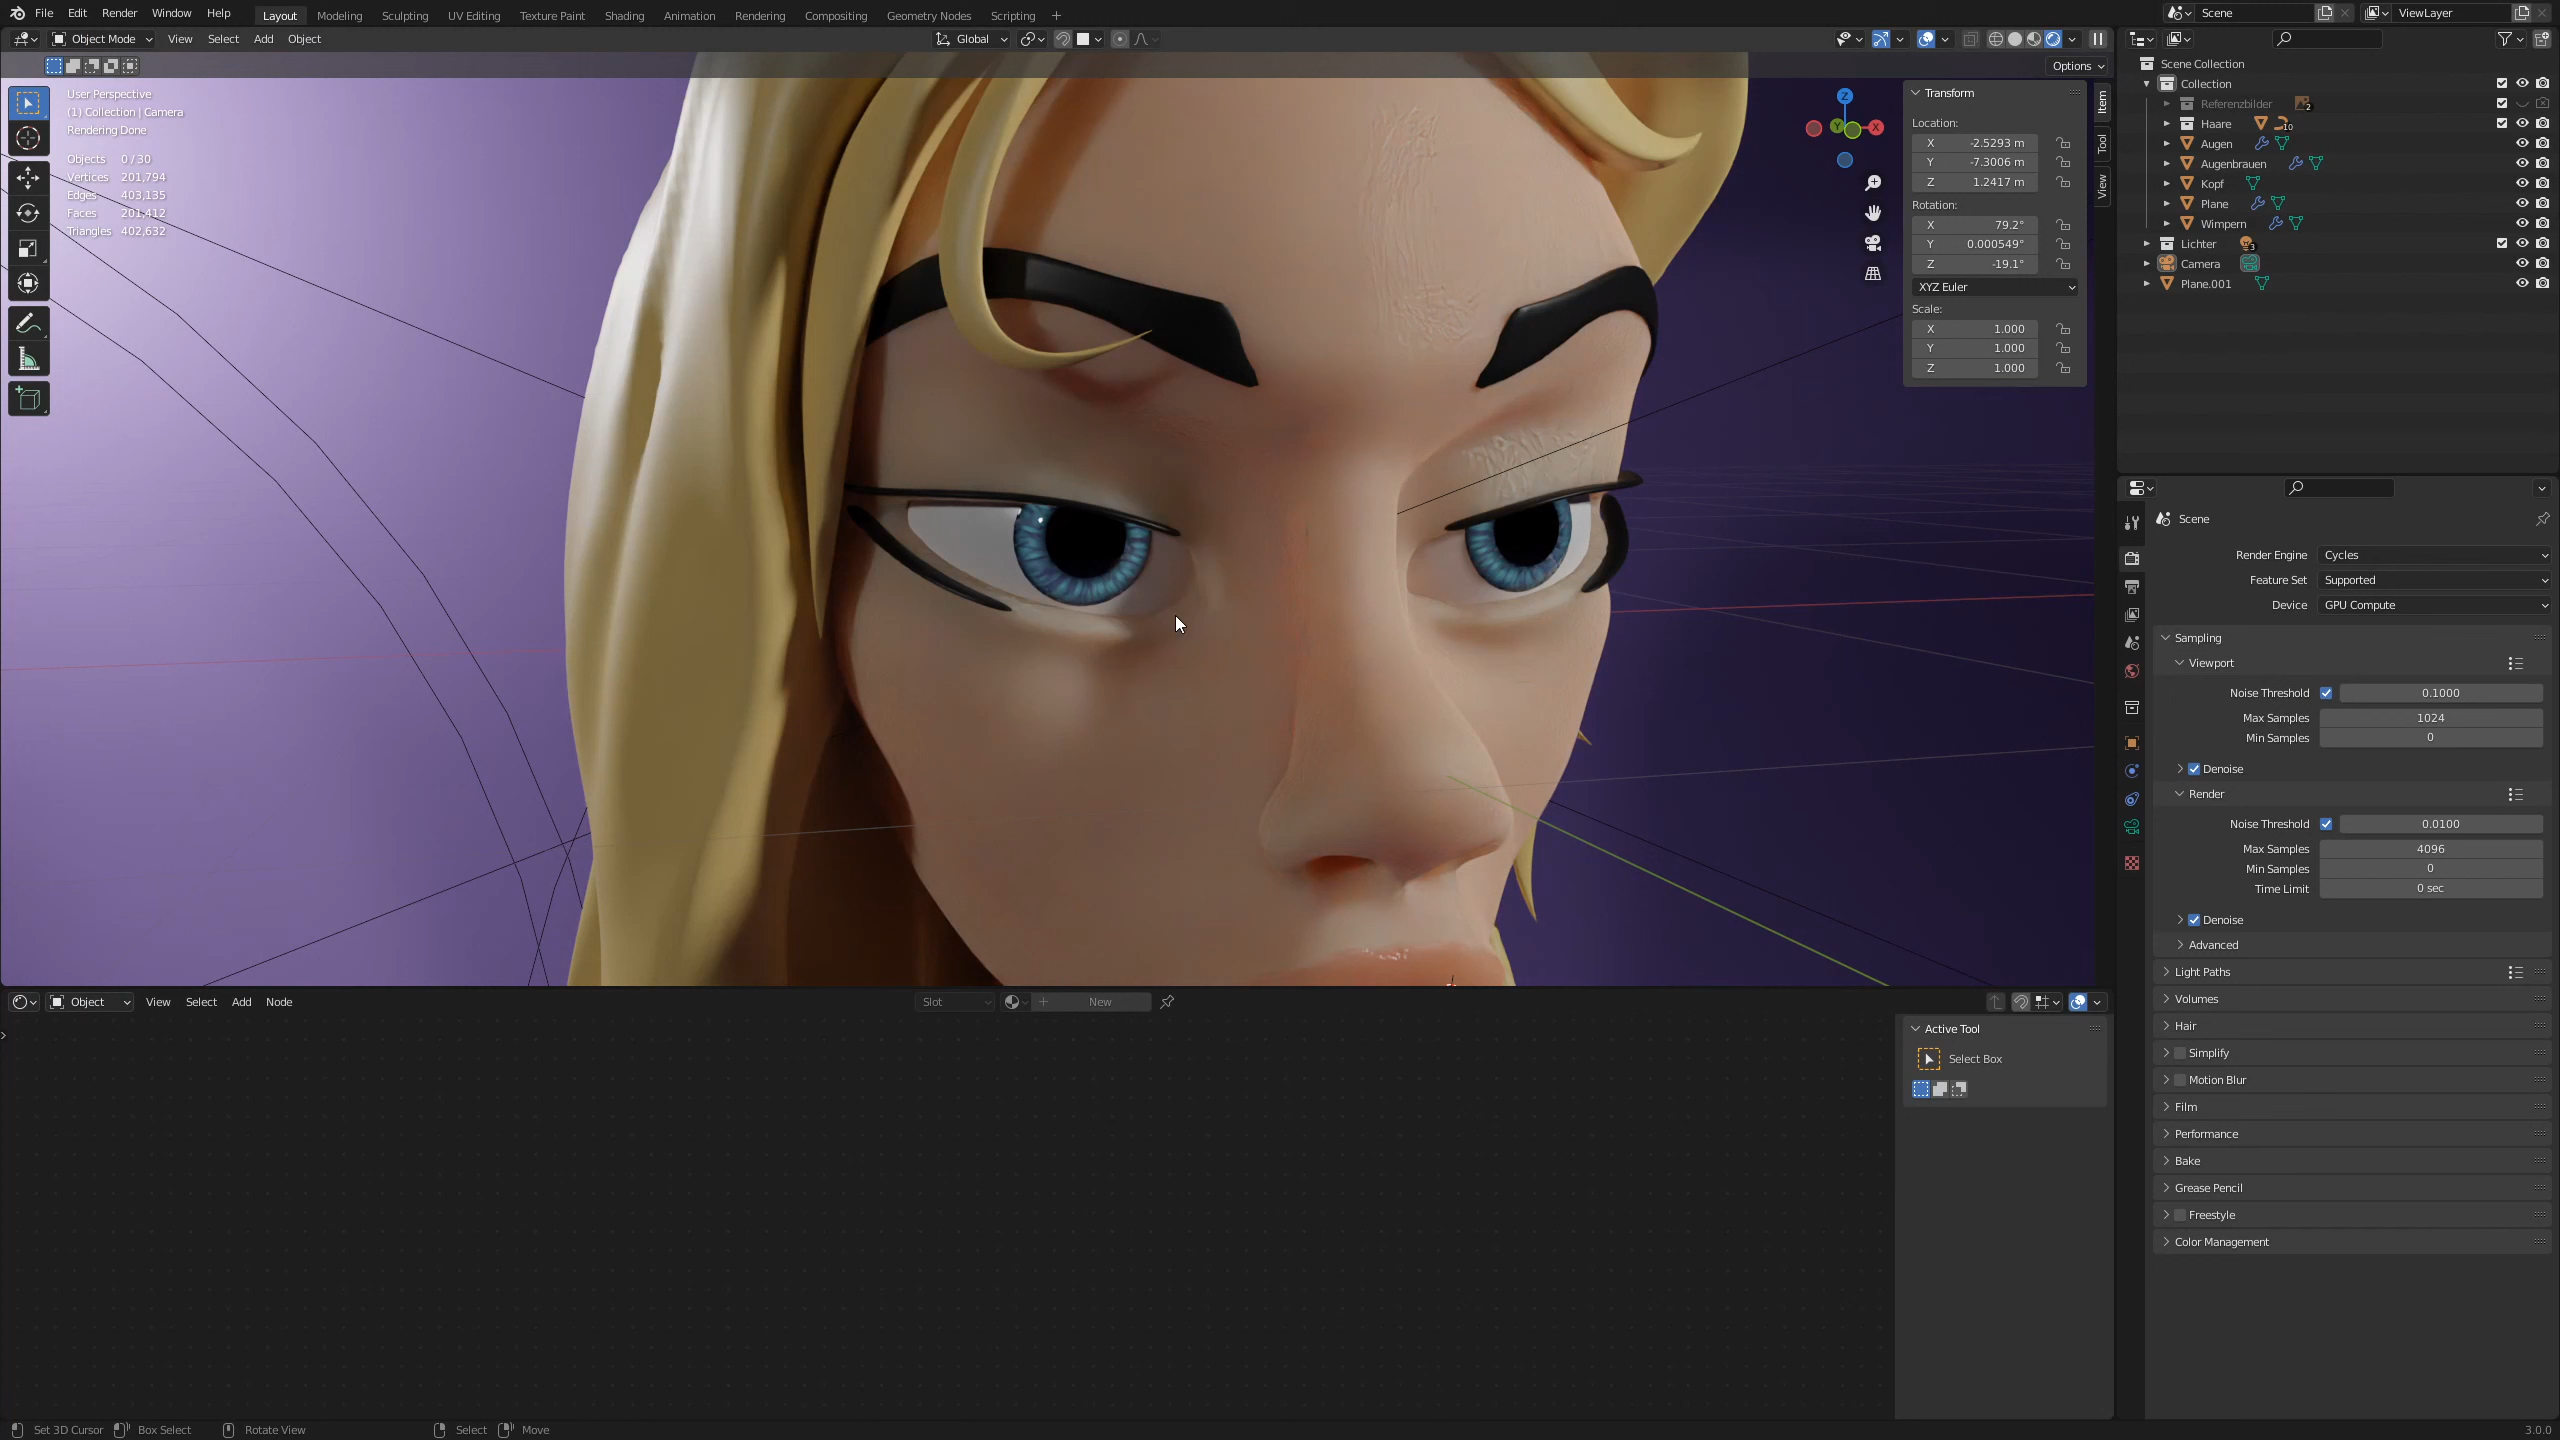 File Edit Render Window Help Layout Modeling Sculpting UV Editing Texture Paint Shading Animation Rendering Compositing Geometry Nodes Scripting + Scene ViewLayer
Object Mode View Select Add Object Global
Options
User Perspective
(1) Collection | Camera
Rendering Done
Objects 0/30
Vertices 201,794
Edges 403,135
Faces 201,412
Triangles 402,632
Z
X
Y
Transform
Location:
X -2.5293 m
Y -7.3006 m
Z 1.2417 m
Rotation:
X 79.2°
Y 0.000549°
Z -19.1°
XYZ Euler
Scale:
X 1.000
Y 1.000
Z 1.000
Item
Tool
View
Scene Collection
Collection
Referenzbilder 2
Haare 10
Augen
Augenbrauen
Kopf
Plane
Wimpern
Lichter 3
Camera
Plane.001
Scene
Render Engine Cycles
Feature Set Supported
Device GPU Compute
Sampling
Viewport
Noise Threshold 0.1000
Max Samples 1024
Min Samples 0
Denoise
Render
Noise Threshold 0.0100
Max Samples 4096
Min Samples 0
Time Limit 0 sec
Denoise
Advanced
Light Paths
Volumes
Hair
Simplify
Motion Blur
Film
Performance
Bake
Grease Pencil
Freestyle
Color Management
Object View Select Add Node Slot New
Active Tool
Select Box
Set 3D Cursor Box Select Rotate View Select Move 3.0.0